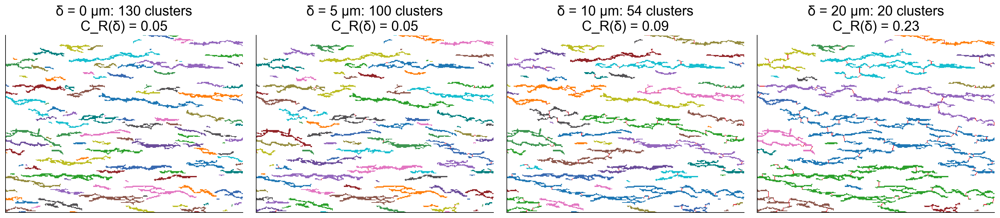 δ = 0 μm: 130 clusters
C_R(δ) = 0.05
δ = 5 μm: 100 clusters
C_R(δ) = 0.05
δ = 10 μm: 54 clusters
C_R(δ) = 0.09
δ = 20 μm: 20 clusters
C_R(δ) = 0.23